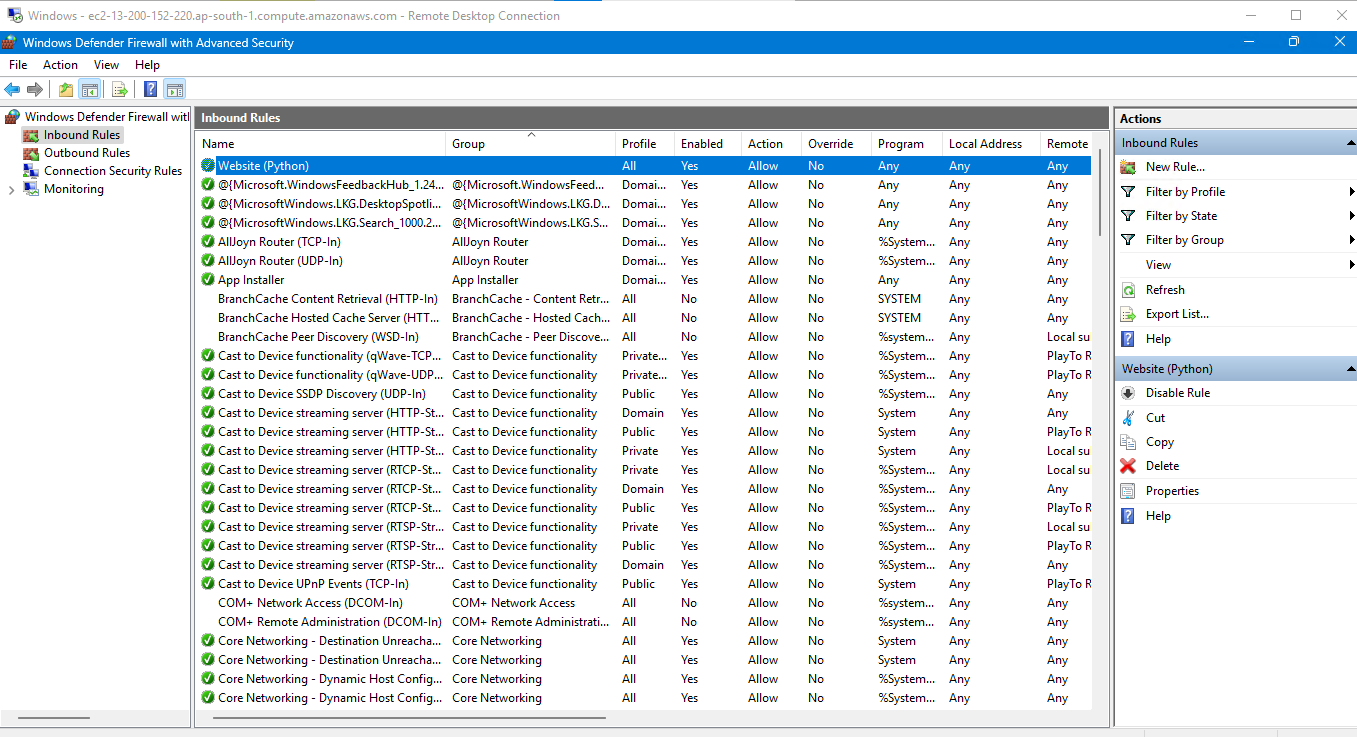 Windows - ec2-13-200-152-220.ap-south-1.compute.amazonaws.com - Remote Desktop Connection
Windows Defender Firewall with Advanced Security
File Action View Help
Windows Defender Firewall witl
Inbound Rules
Outbound Rules
Connection Security Rules
Monitoring
Inbound Rules
Name Group Profile Enabled Action Override Program Local Address Remote
Website (Python) All Yes Allow No Any Any Any
@{Microsoft.WindowsFeedbackHub_1.24... @{Microsoft.WindowsFeed... Domai... Yes Allow No Any Any Any
@{MicrosoftWindows.LKG.DesktopSpotli... @{MicrosoftWindows.LKG.D... Domai... Yes Allow No Any Any Any
@{MicrosoftWindows.LKG.Search_1000.2... @{MicrosoftWindows.LKG.S... Domai... Yes Allow No Any Any Any
AllJoyn Router (TCP-In) AllJoyn Router Domai... Yes Allow No %System... Any Any
AllJoyn Router (UDP-In) AllJoyn Router Domai... Yes Allow No %System... Any Any
App Installer App Installer Domai... Yes Allow No Any Any Any
BranchCache Content Retrieval (HTTP-In) BranchCache - Content Retr... All No Allow No SYSTEM Any Any
BranchCache Hosted Cache Server (HTT... BranchCache - Hosted Cach... All No Allow No SYSTEM Any Any
BranchCache Peer Discovery (WSD-In) BranchCache - Peer Discove... All No Allow No %system... Any Local su
Cast to Device functionality (qWave-TCP... Cast to Device functionality Private... Yes Allow No %System... Any PlayTo R
Cast to Device functionality (qWave-UDP... Cast to Device functionality Private... Yes Allow No %System... Any PlayTo R
Cast to Device SSDP Discovery (UDP-In) Cast to Device functionality Public Yes Allow No %System... Any PlayTo R
Cast to Device streaming server (HTTP-St... Cast to Device functionality Domain Yes Allow No System Any Any
Cast to Device streaming server (HTTP-St... Cast to Device functionality Public Yes Allow No System Any PlayTo R
Cast to Device streaming server (HTTP-St... Cast to Device functionality Private Yes Allow No System Any Local su
Cast to Device streaming server (RTCP-St... Cast to Device functionality Private Yes Allow No %System... Any Local su
Cast to Device streaming server (RTCP-St... Cast to Device functionality Domain Yes Allow No %System... Any Any
Cast to Device streaming server (RTCP-St... Cast to Device functionality Public Yes Allow No %System... Any PlayTo R
Cast to Device streaming server (RTSP-Str... Cast to Device functionality Private Yes Allow No %System... Any Local su
Cast to Device streaming server (RTSP-Str... Cast to Device functionality Public Yes Allow No %System... Any PlayTo R
Cast to Device streaming server (RTSP-Str... Cast to Device functionality Domain Yes Allow No %System... Any Any
Cast to Device UPnP Events (TCP-In) Cast to Device functionality Public Yes Allow No System Any PlayTo R
COM+ Network Access (DCOM-In) COM+ Network Access All No Allow No %system... Any Any
COM+ Remote Administration (DCOM-In) COM+ Remote Administrati... All No Allow No %system... Any Any
Core Networking - Destination Unreacha... Core Networking All Yes Allow No System Any Any
Core Networking - Destination Unreacha... Core Networking All Yes Allow No System Any Any
Core Networking - Dynamic Host Config... Core Networking All Yes Allow No %System... Any Any
Core Networking - Dynamic Host Config... Core Networking All Yes Allow No %System... Any Any
Actions
Inbound Rules
New Rule...
Filter by Profile
Filter by State
Filter by Group
View
Refresh
Export List...
Help
Website (Python)
Disable Rule
Cut
Copy
Delete
Properties
Help